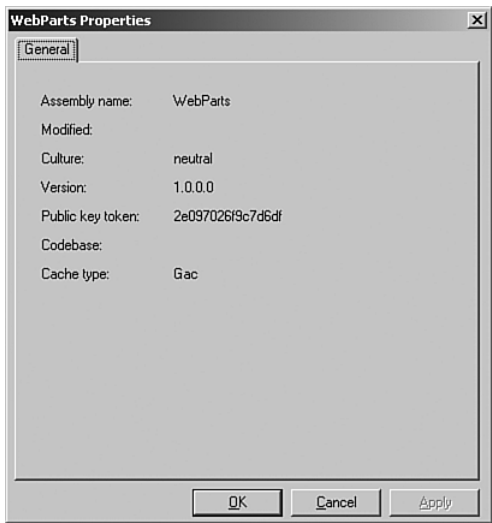 WebParts Properties
General
Assembly name: WebParts
Modified:
Culture: neutral
Version: 1.0.0.0
Public key token: 2e097026f9c7d6df
Codebase:
Cache type: Gac
OK Cancel Apply